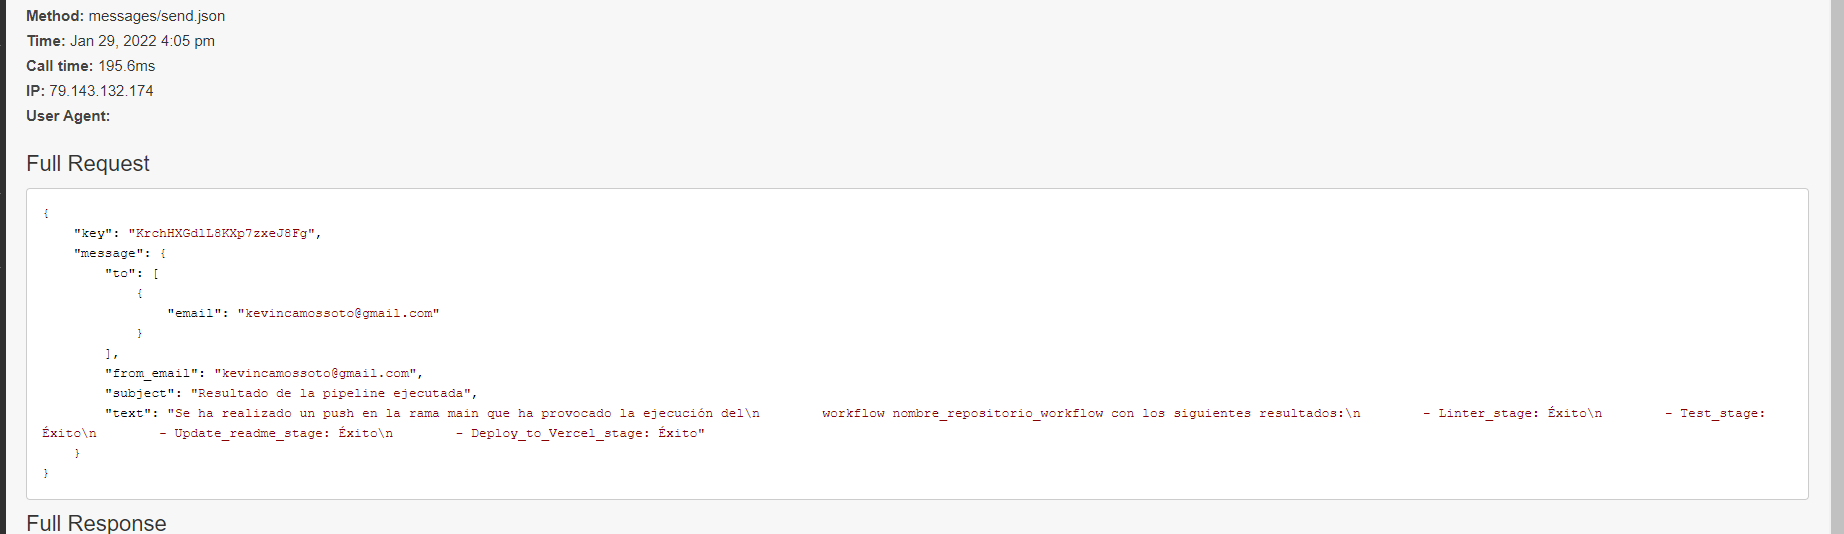 Method: messages/send.json
Time: Jan 29, 2022 4:05 pm
Call time: 195.6ms
IP: 79.143.132.174
User Agent:
Full Request
{
    "key": "KrchHXGdlL8KXp7zxeJ8Fg",
    "message": {
        "to": [
            {
                "email": "kevincamossoto@gmail.com"
            }
        ],
        "from_email": "kevincamossoto@gmail.com",
        "subject": "Resultado de la pipeline ejecutada",
        "text": "Se ha realizado un push en la rama main que ha provocado la ejecución del\n        workflow nombre_repositorio_workflow con los siguientes resultados:\n        - Linter_stage: Éxito\n        - Test_stage:
Éxito\n        - Update_readme_stage: Éxito\n        - Deploy_to_Vercel_stage: Éxito"
    }
}
Full Response